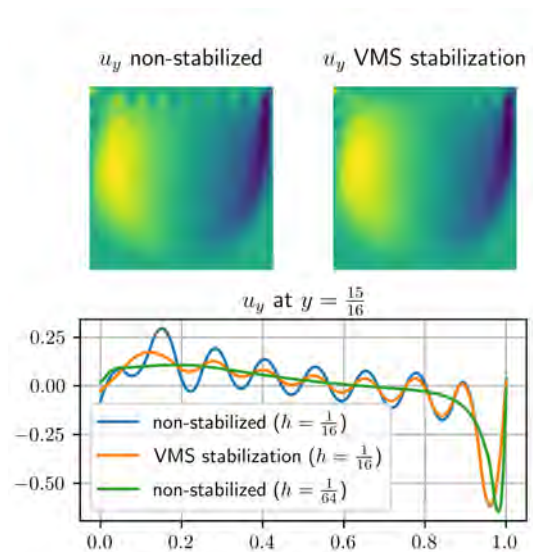 u_y non-stabilized
u_y VMS stabilization
u_y at y = 15/16
0.25
0.00
−0.25
−0.50
non-stabilized (h = 1/16)
VMS stabilization (h = 1/16)
non-stabilized (h = 1/64)
0.0 0.2 0.4 0.6 0.8 1.0